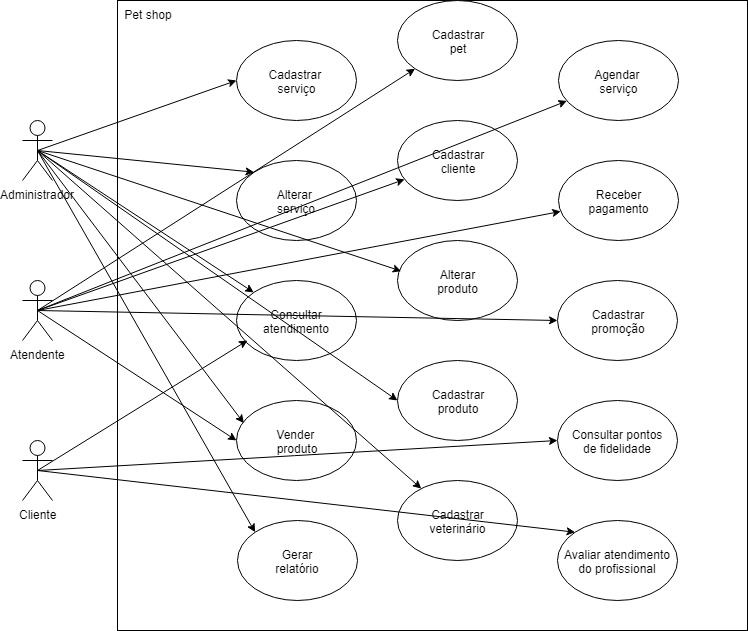 Pet shop
Cadastrar
pet
Cadastrar
serviço
Agendar
serviço
Cadastrar
cliente
Administrador
Alterar
serviço
Receber
pagamento
Alterar
produto
Consultar
atendimento
Cadastrar
promoção
Atendente
Cadastrar
produto
Vender
produto
Consultar pontos
de fidelidade
Cliente
Cadastrar
veterinário
Gerar
relatório
Avaliar atendimento
do profissional